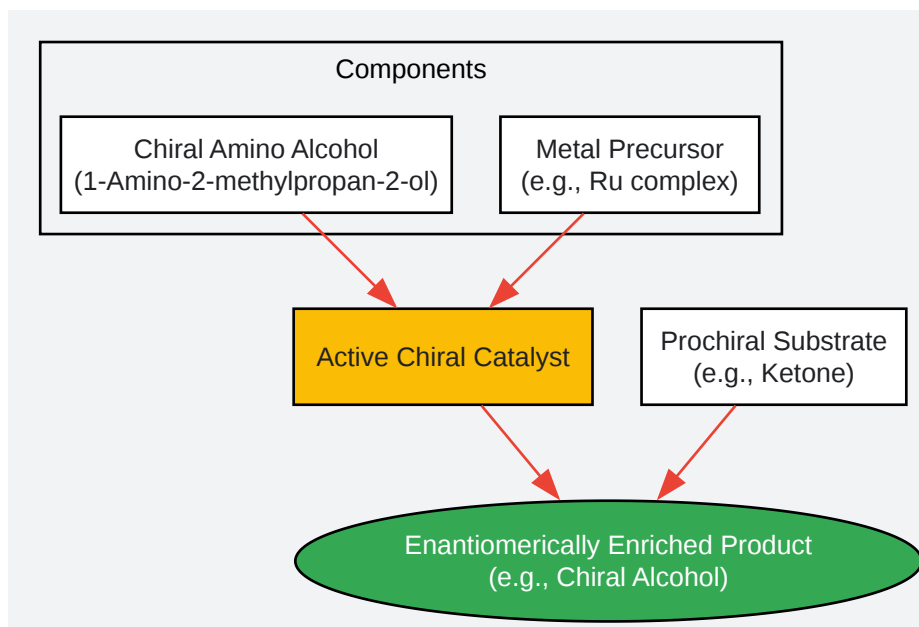 Components
Chiral Amino Alcohol
(1-Amino-2-methylpropan-2-ol)
Metal Precursor
(e.g., Ru complex)
Active Chiral Catalyst
Prochiral Substrate
(e.g., Ketone)
Enantiomerically Enriched Product
(e.g., Chiral Alcohol)